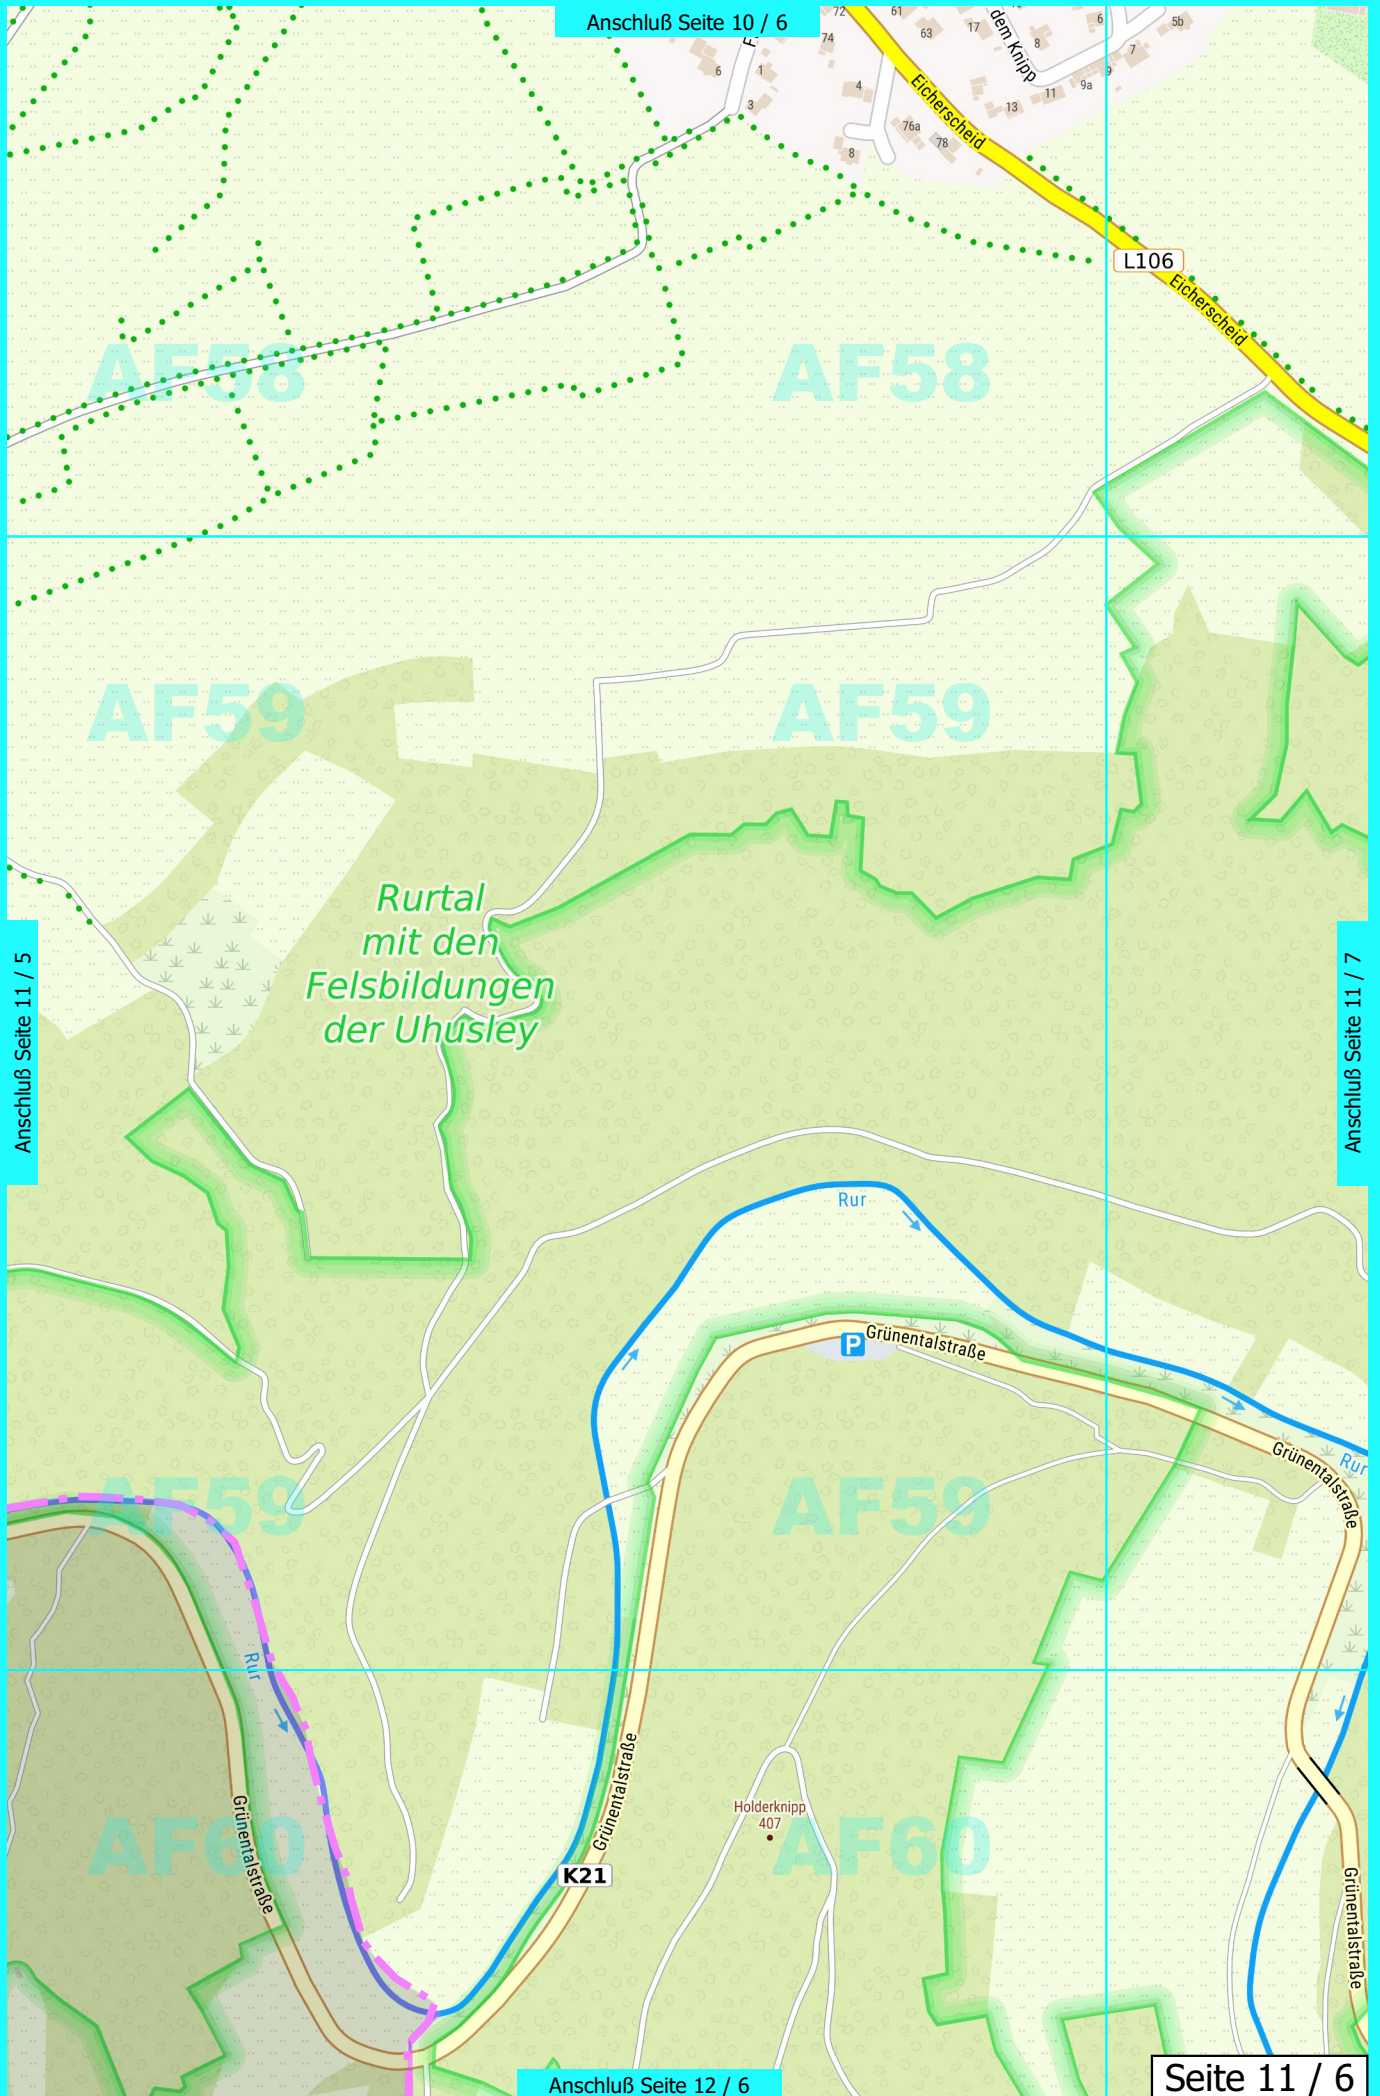 Anschluß Seite 10 / 6
72
61
63
74
17
dem Knipp
8
6
5b
7
9
9a
11
13
6
1
3
4
8
76a
78
Eicherscheid
L106
Eicherscheid
AF58
AF58
AF59
AF59
Rurtal
mit den
Felsbildungen
der Uhusley
Anschluß Seite 11 / 5
Anschluß Seite 11 / 7
Rur
P
Grünentalstraße
Grünentalstraße
Rur
AF59
AF59
Rur
Grünentalstraße
Grünentalstraße
Holderknipp
407
AF60
AF60
K21
Grünentalstraße
Anschluß Seite 12 / 6
Seite 11 / 6